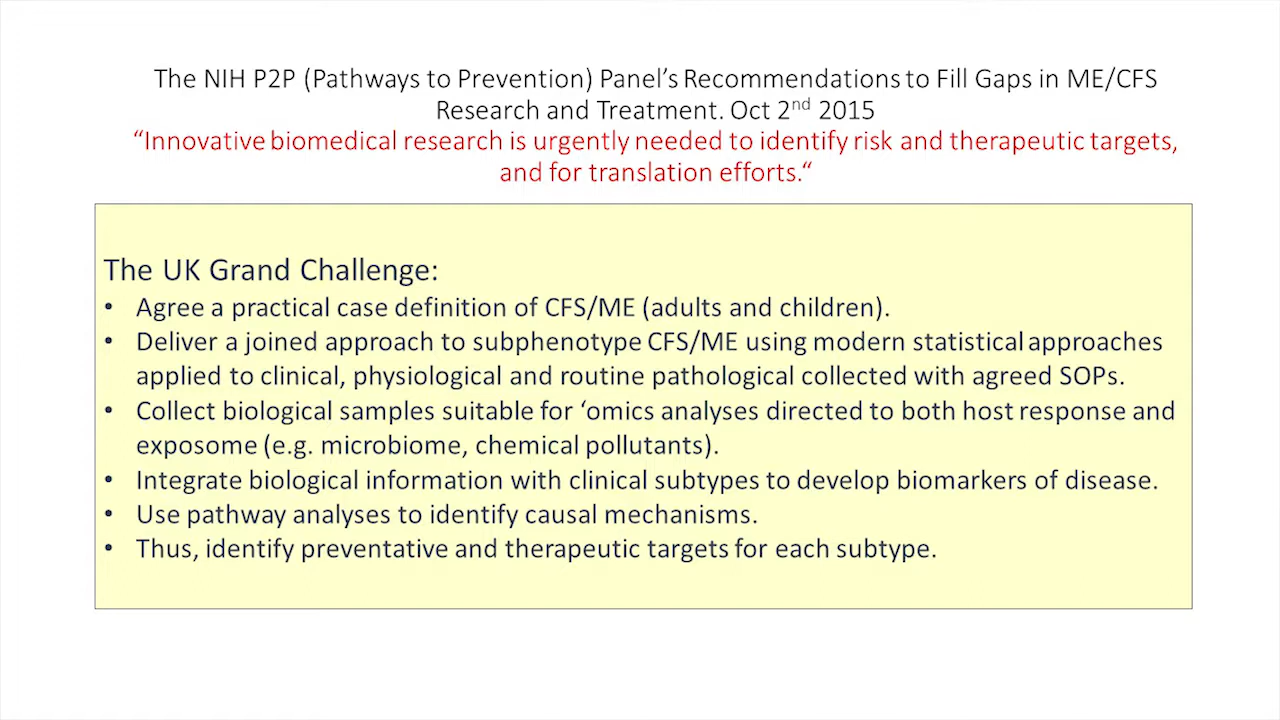 The NIH P2P (Pathways to Prevention) Panel’s Recommendations to Fill Gaps in ME/CFS
Research and Treatment. Oct 2nd 2015
“Innovative biomedical research is urgently needed to identify risk and therapeutic targets,
and for translation efforts.“
The UK Grand Challenge:
• Agree a practical case definition of CFS/ME (adults and children).
• Deliver a joined approach to subphenotype CFS/ME using modern statistical approaches
applied to clinical, physiological and routine pathological collected with agreed SOPs.
• Collect biological samples suitable for ‘omics analyses directed to both host response and
exposome (e.g. microbiome, chemical pollutants).
• Integrate biological information with clinical subtypes to develop biomarkers of disease.
• Use pathway analyses to identify causal mechanisms.
• Thus, identify preventative and therapeutic targets for each subtype.